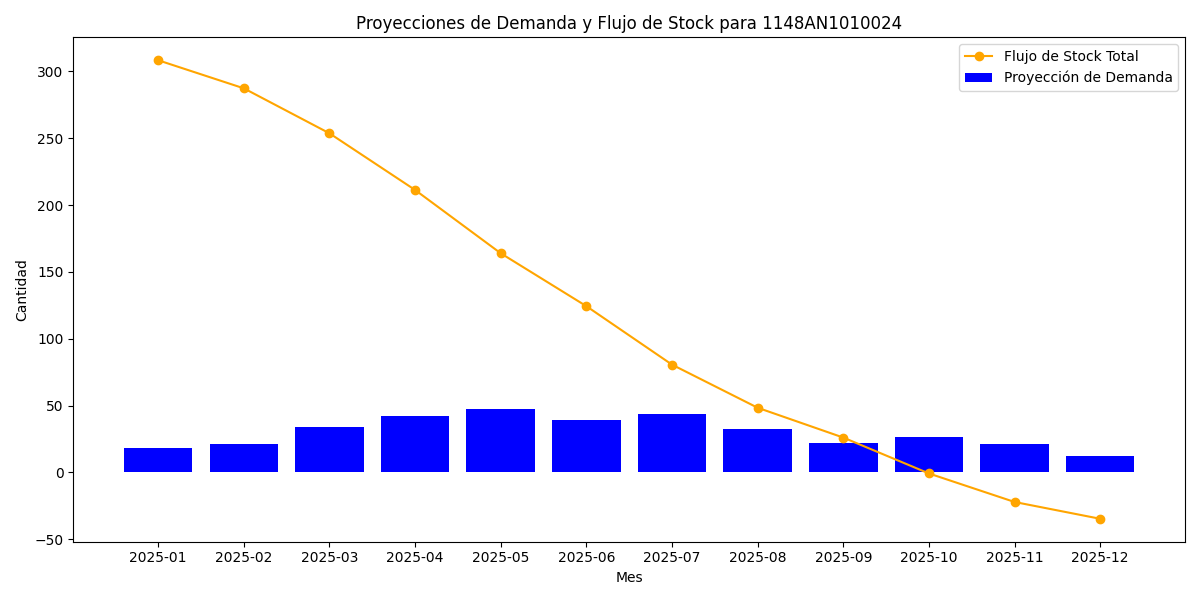 Proyecciones de Demanda y Flujo de Stock para 1148AN1010024
Flujo de Stock Total
Proyección de Demanda
Cantidad
300
250
200
150
100
50
0
−50
2025-01 2025-02 2025-03 2025-04 2025-05 2025-06 2025-07 2025-08 2025-09 2025-10 2025-11 2025-12
Mes